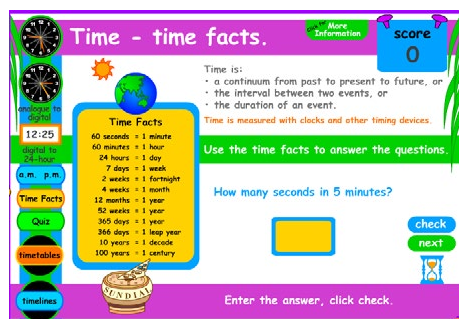 Time - time facts.
Click for More
Information
score
0
analogue to
digital
12:25
digital to
24-hour
a.m. p.m.
Time Facts
Quiz
timetables
timelines
Time is:
• a continuum from past to present to future, or
• the interval between two events, or
• the duration of an event.
Time is measured with clocks and other timing devices.
Time Facts
60 seconds = 1 minute
60 minutes = 1 hour
24 hours = 1 day
7 days = 1 week
2 weeks = 1 fortnight
4 weeks = 1 month
12 months = 1 year
52 weeks = 1 year
365 days = 1 year
366 days = 1 leap year
10 years = 1 decade
100 years = 1 century
SUNDIAL
Use the time facts to answer the questions.
How many seconds in 5 minutes?
check
next
Enter the answer, click check.